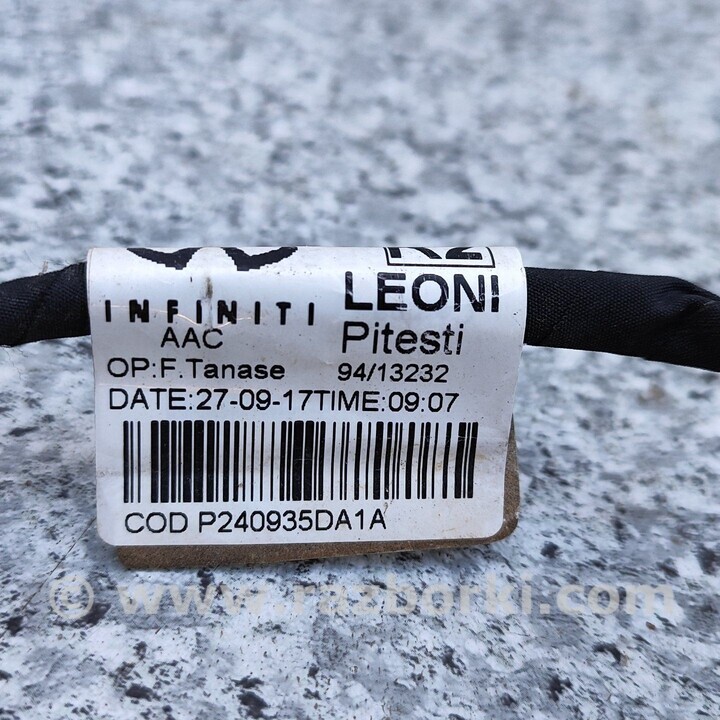 LEONI
INFINITI
Pitesti
AAC
OP:F.Tanase 94/13232
DATE:27-09-17TIME:09:07
COD P240935DA1A
© www.razborki.com